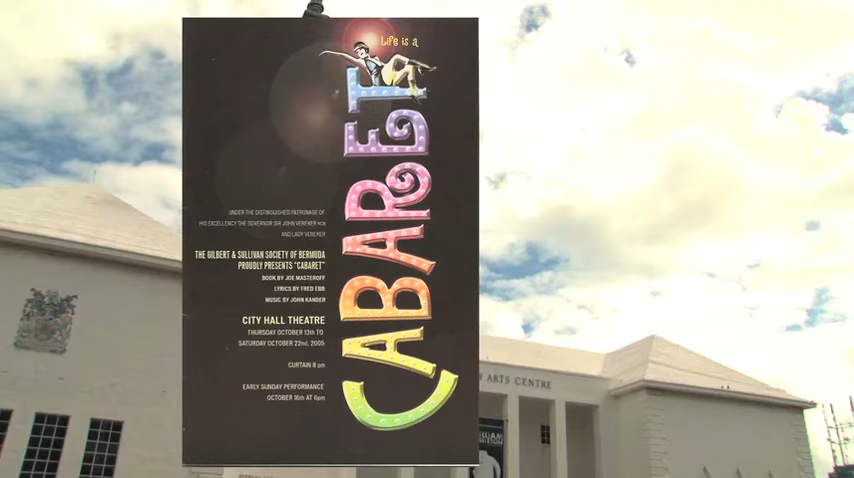 Life is a
CABARET
UNDER THE DISTINGUISHED PATRONAGE OF
HIS EXCELLENCY THE GOVERNOR SIR JOHN VEREKER KCB
AND LADY VEREKER
THE GILBERT & SULLIVAN SOCIETY OF BERMUDA
PROUDLY PRESENTS "CABARET"
BOOK BY JOE MASTEROFF
LYRICS BY FRED EBB
MUSIC BY JOHN KANDER
CITY HALL THEATRE
THURSDAY OCTOBER 13th TO
SATURDAY OCTOBER 22nd, 2005
CURTAIN 8 pm
EARLY SUNDAY PERFORMANCE
OCTOBER 16th AT 6pm
N ARTS CENTRE